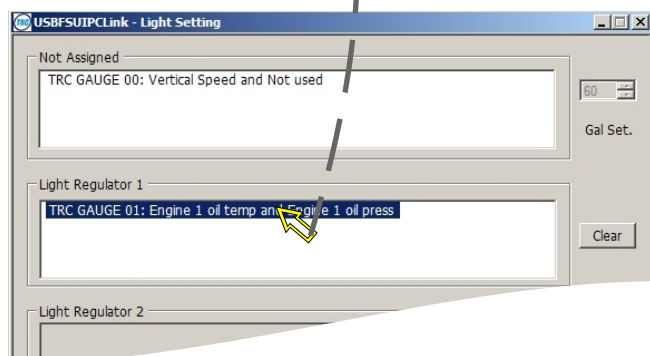 TRC USBFSUIPCLink - Light Setting
Not Assigned
TRC GAUGE 00: Vertical Speed and Not used
60
Gal Set.
Light Regulator 1
TRC GAUGE 01: Engine 1 oil temp and Engine 1 oil press
Clear
Light Regulator 2